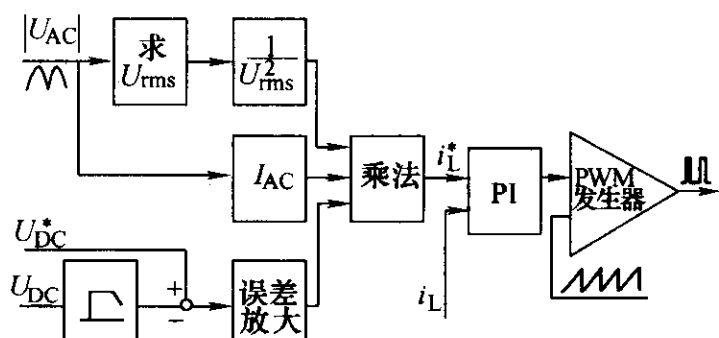 |U_AC|
求
U_rms
1
U²_rms
I_AC
乘法
i*_L
PI
PWM
发生器
U*_DC
U_DC
+
−
误差
放大
i_L